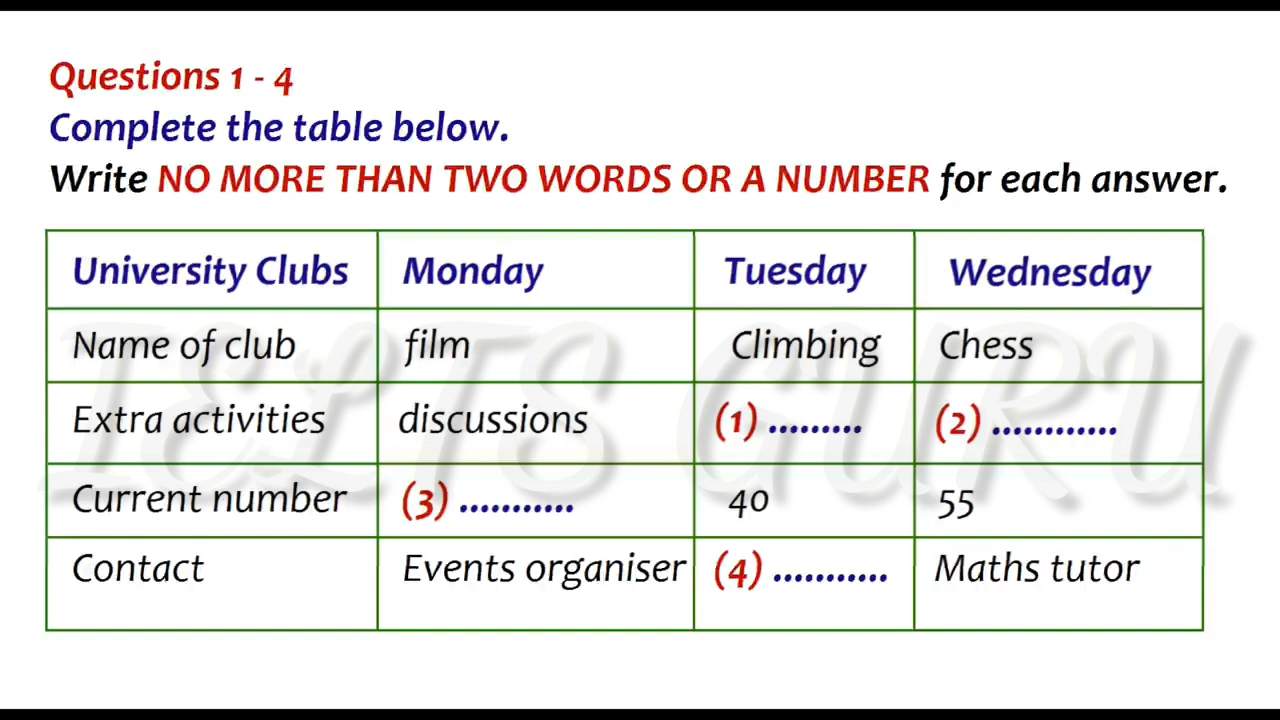 Questions 1 - 4
Complete the table below.
Write NO MORE THAN TWO WORDS OR A NUMBER for each answer.
University Clubs Monday Tuesday Wednesday
Name of club film Climbing Chess
Extra activities discussions (1) ......... (2) ............
Current number (3) ........... 40 55
Contact Events organiser (4) ........... Maths tutor
IELTS GURU